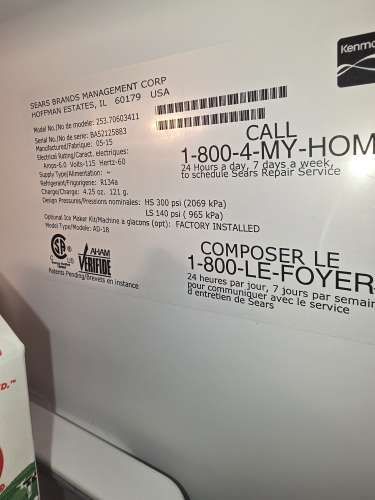 Kenmo
SEARS BRANDS MANAGEMENT CORP
HOFFMAN ESTATES, IL 60179 USA
Model No./No de modele: 253.70603411
Serial No./No de serie: BA52125883
Manufactured/Fabrique: 05-15
Electrical Rating/Caract. electriques:
Amps-6.0 Volts-115 Hertz-60
Supply Type/Alimentation: ~
Refrigerant/Frigongene: R134a
Charge/Charge: 4.25 oz. 121 g.
Design Pressures/Pressions nominales: HS 300 psi (2069 kPa)
LS 140 psi ( 965 kPa)
Optional Ice Maker Kit/Machine a glacons (opt): FACTORY INSTALLED
Model Type/Modele: AD-18
CALL
1-800-4-MY-HOM
24 Hours a day, 7 days a week,
to schedule Sears Repair Service
COMPOSER LE
1-800-LE-FOYER
24 heures par jour, 7 jours par semain
pour communiquer avec le service
d entretien de Sears
AHAM
VERIFIDE
Patents Pending/Brevets en instance
D.™